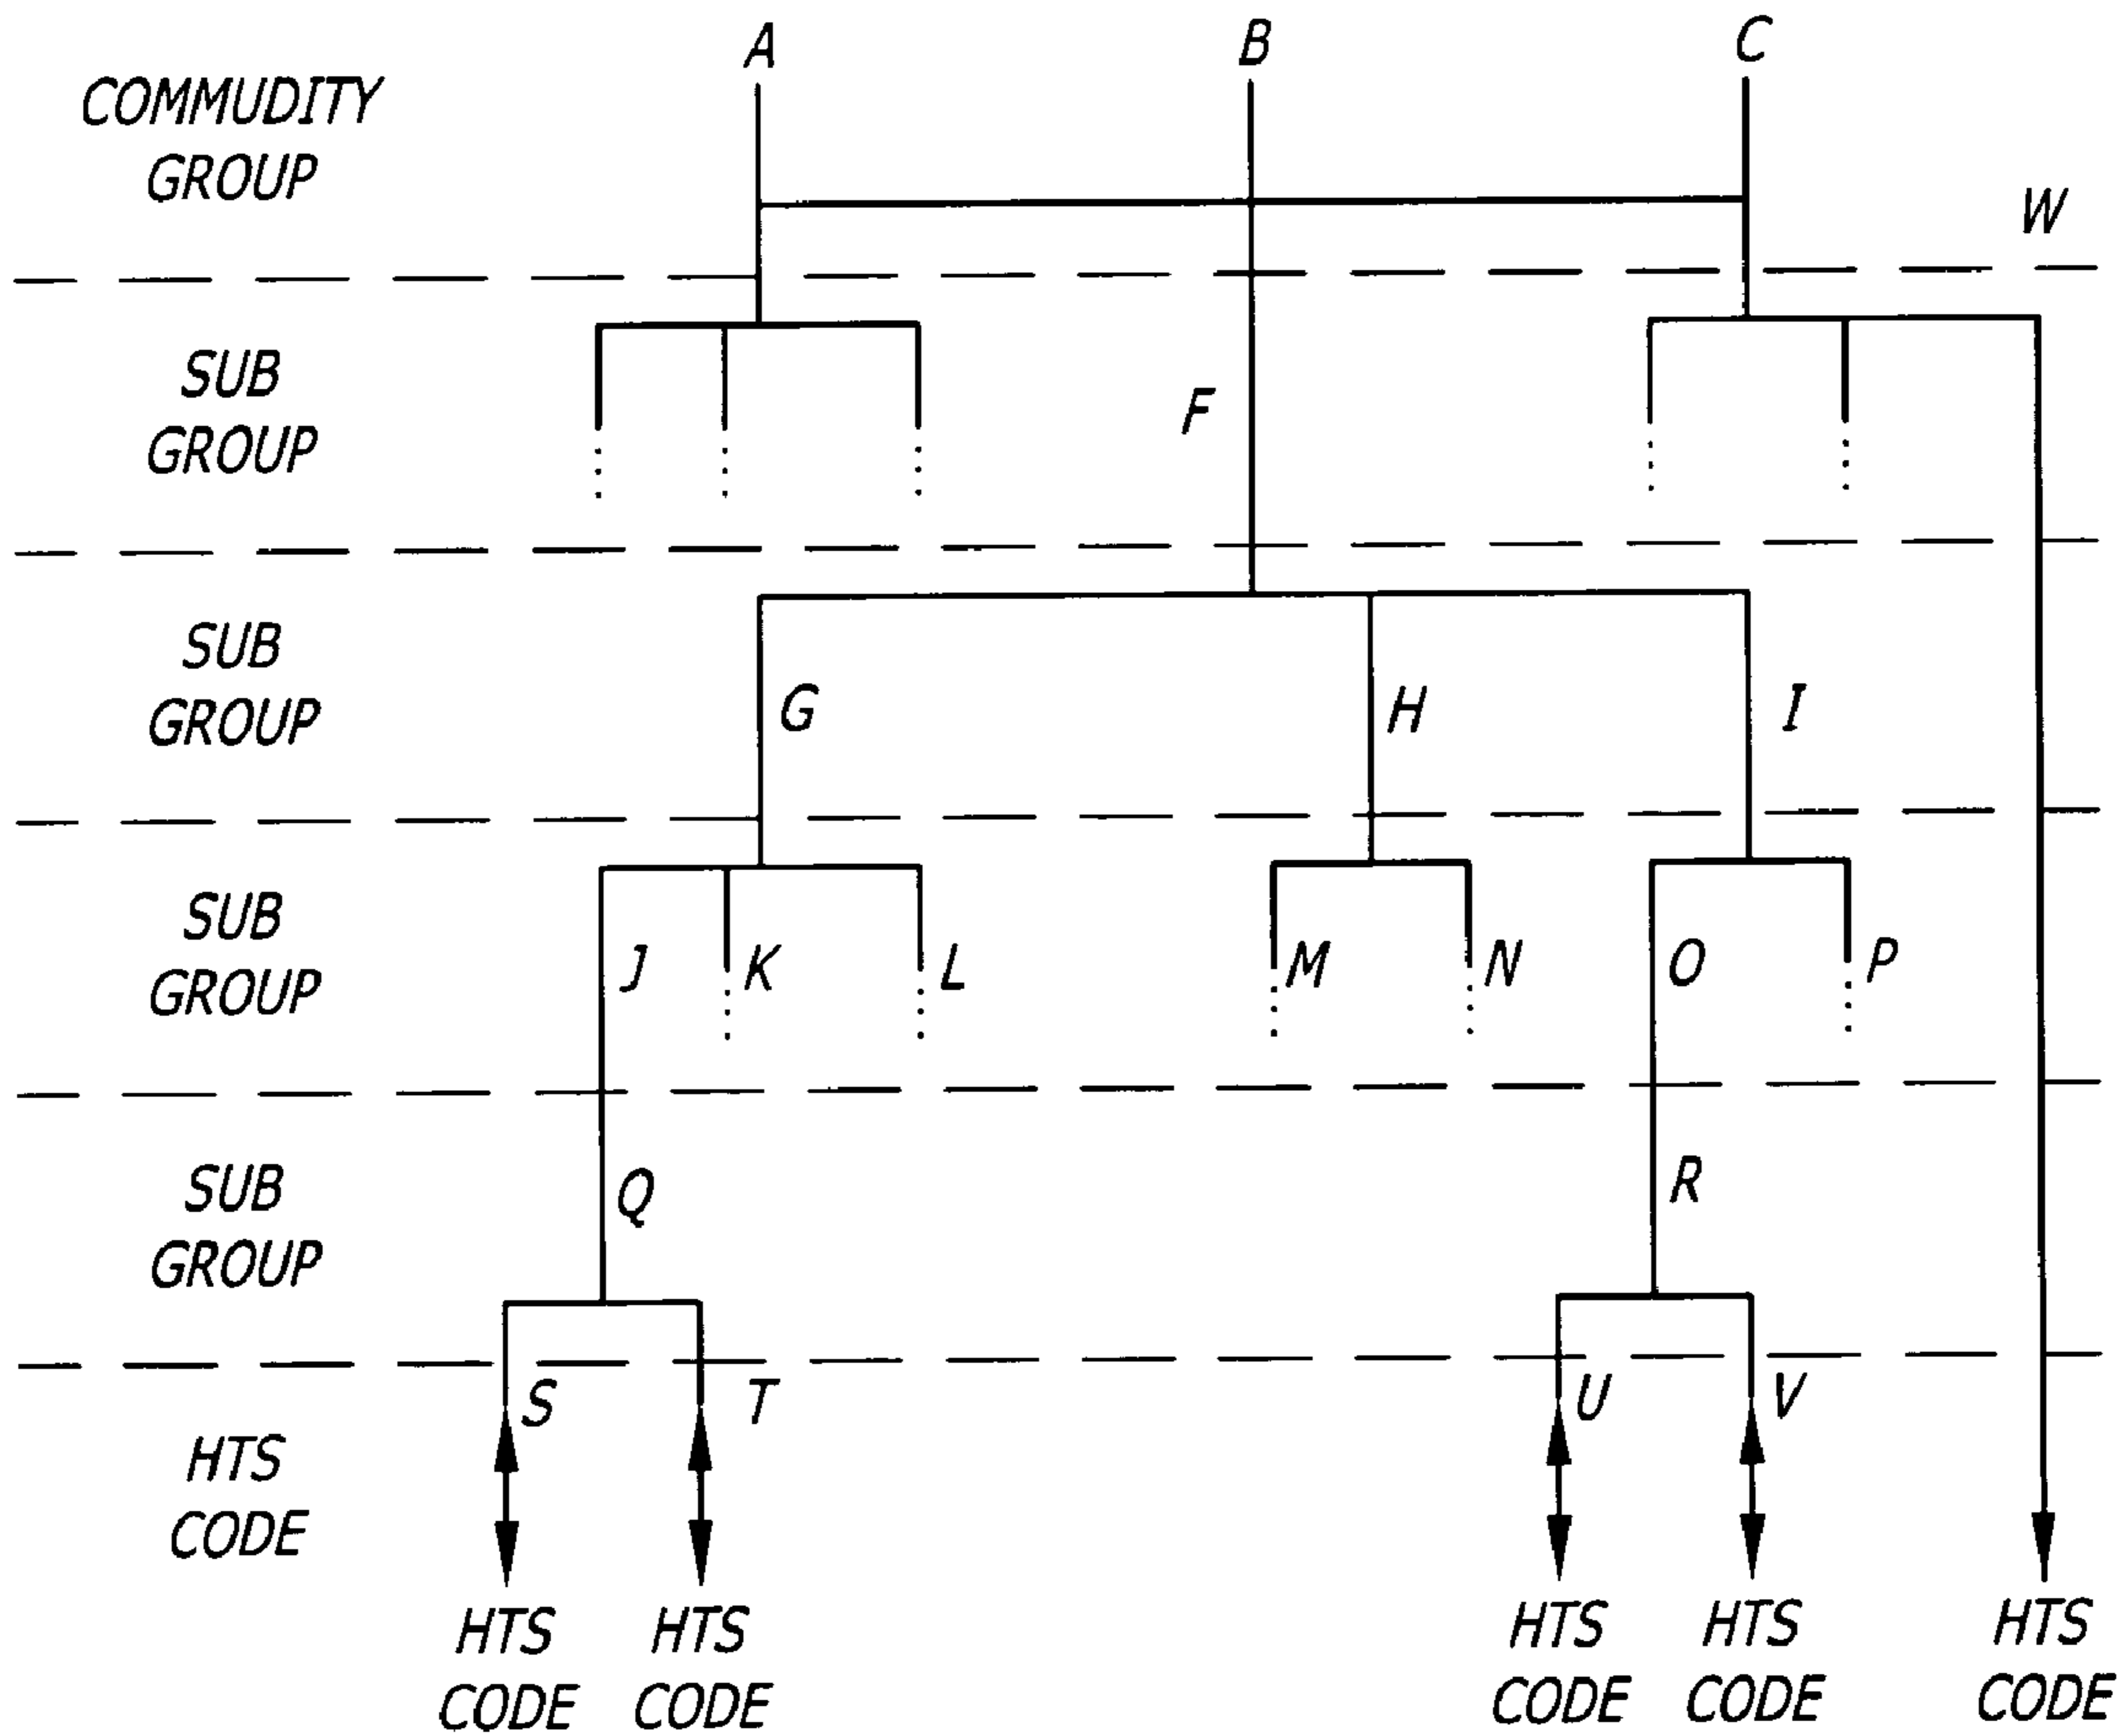 A B C
COMMUDITY
GROUP
W
SUB
GROUP
F
SUB
GROUP
G H I
SUB
GROUP
J K L M N O P
SUB
GROUP
Q R
S T U V
HTS
CODE
HTS HTS HTS HTS HTS
CODE CODE CODE CODE CODE